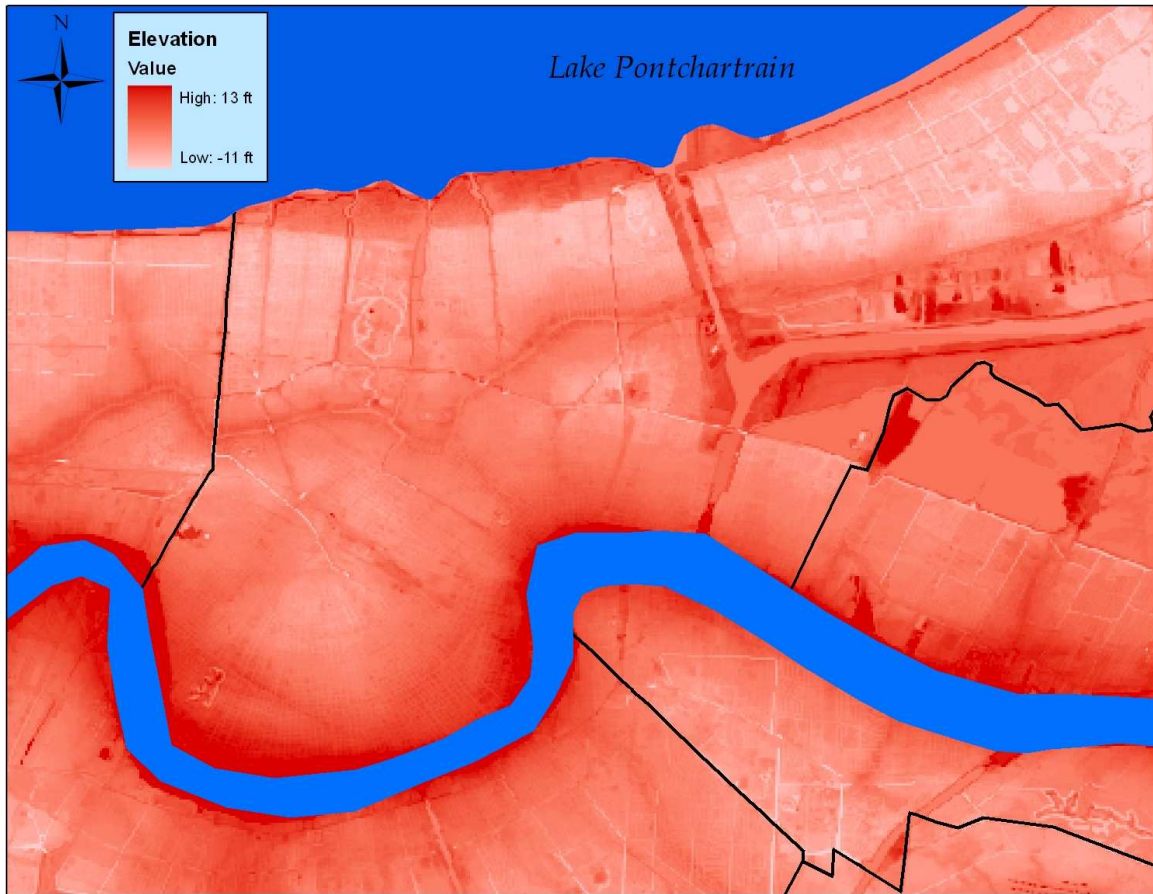 N
Elevation
Value
High: 13 ft
Low: -11 ft
Lake Pontchartrain